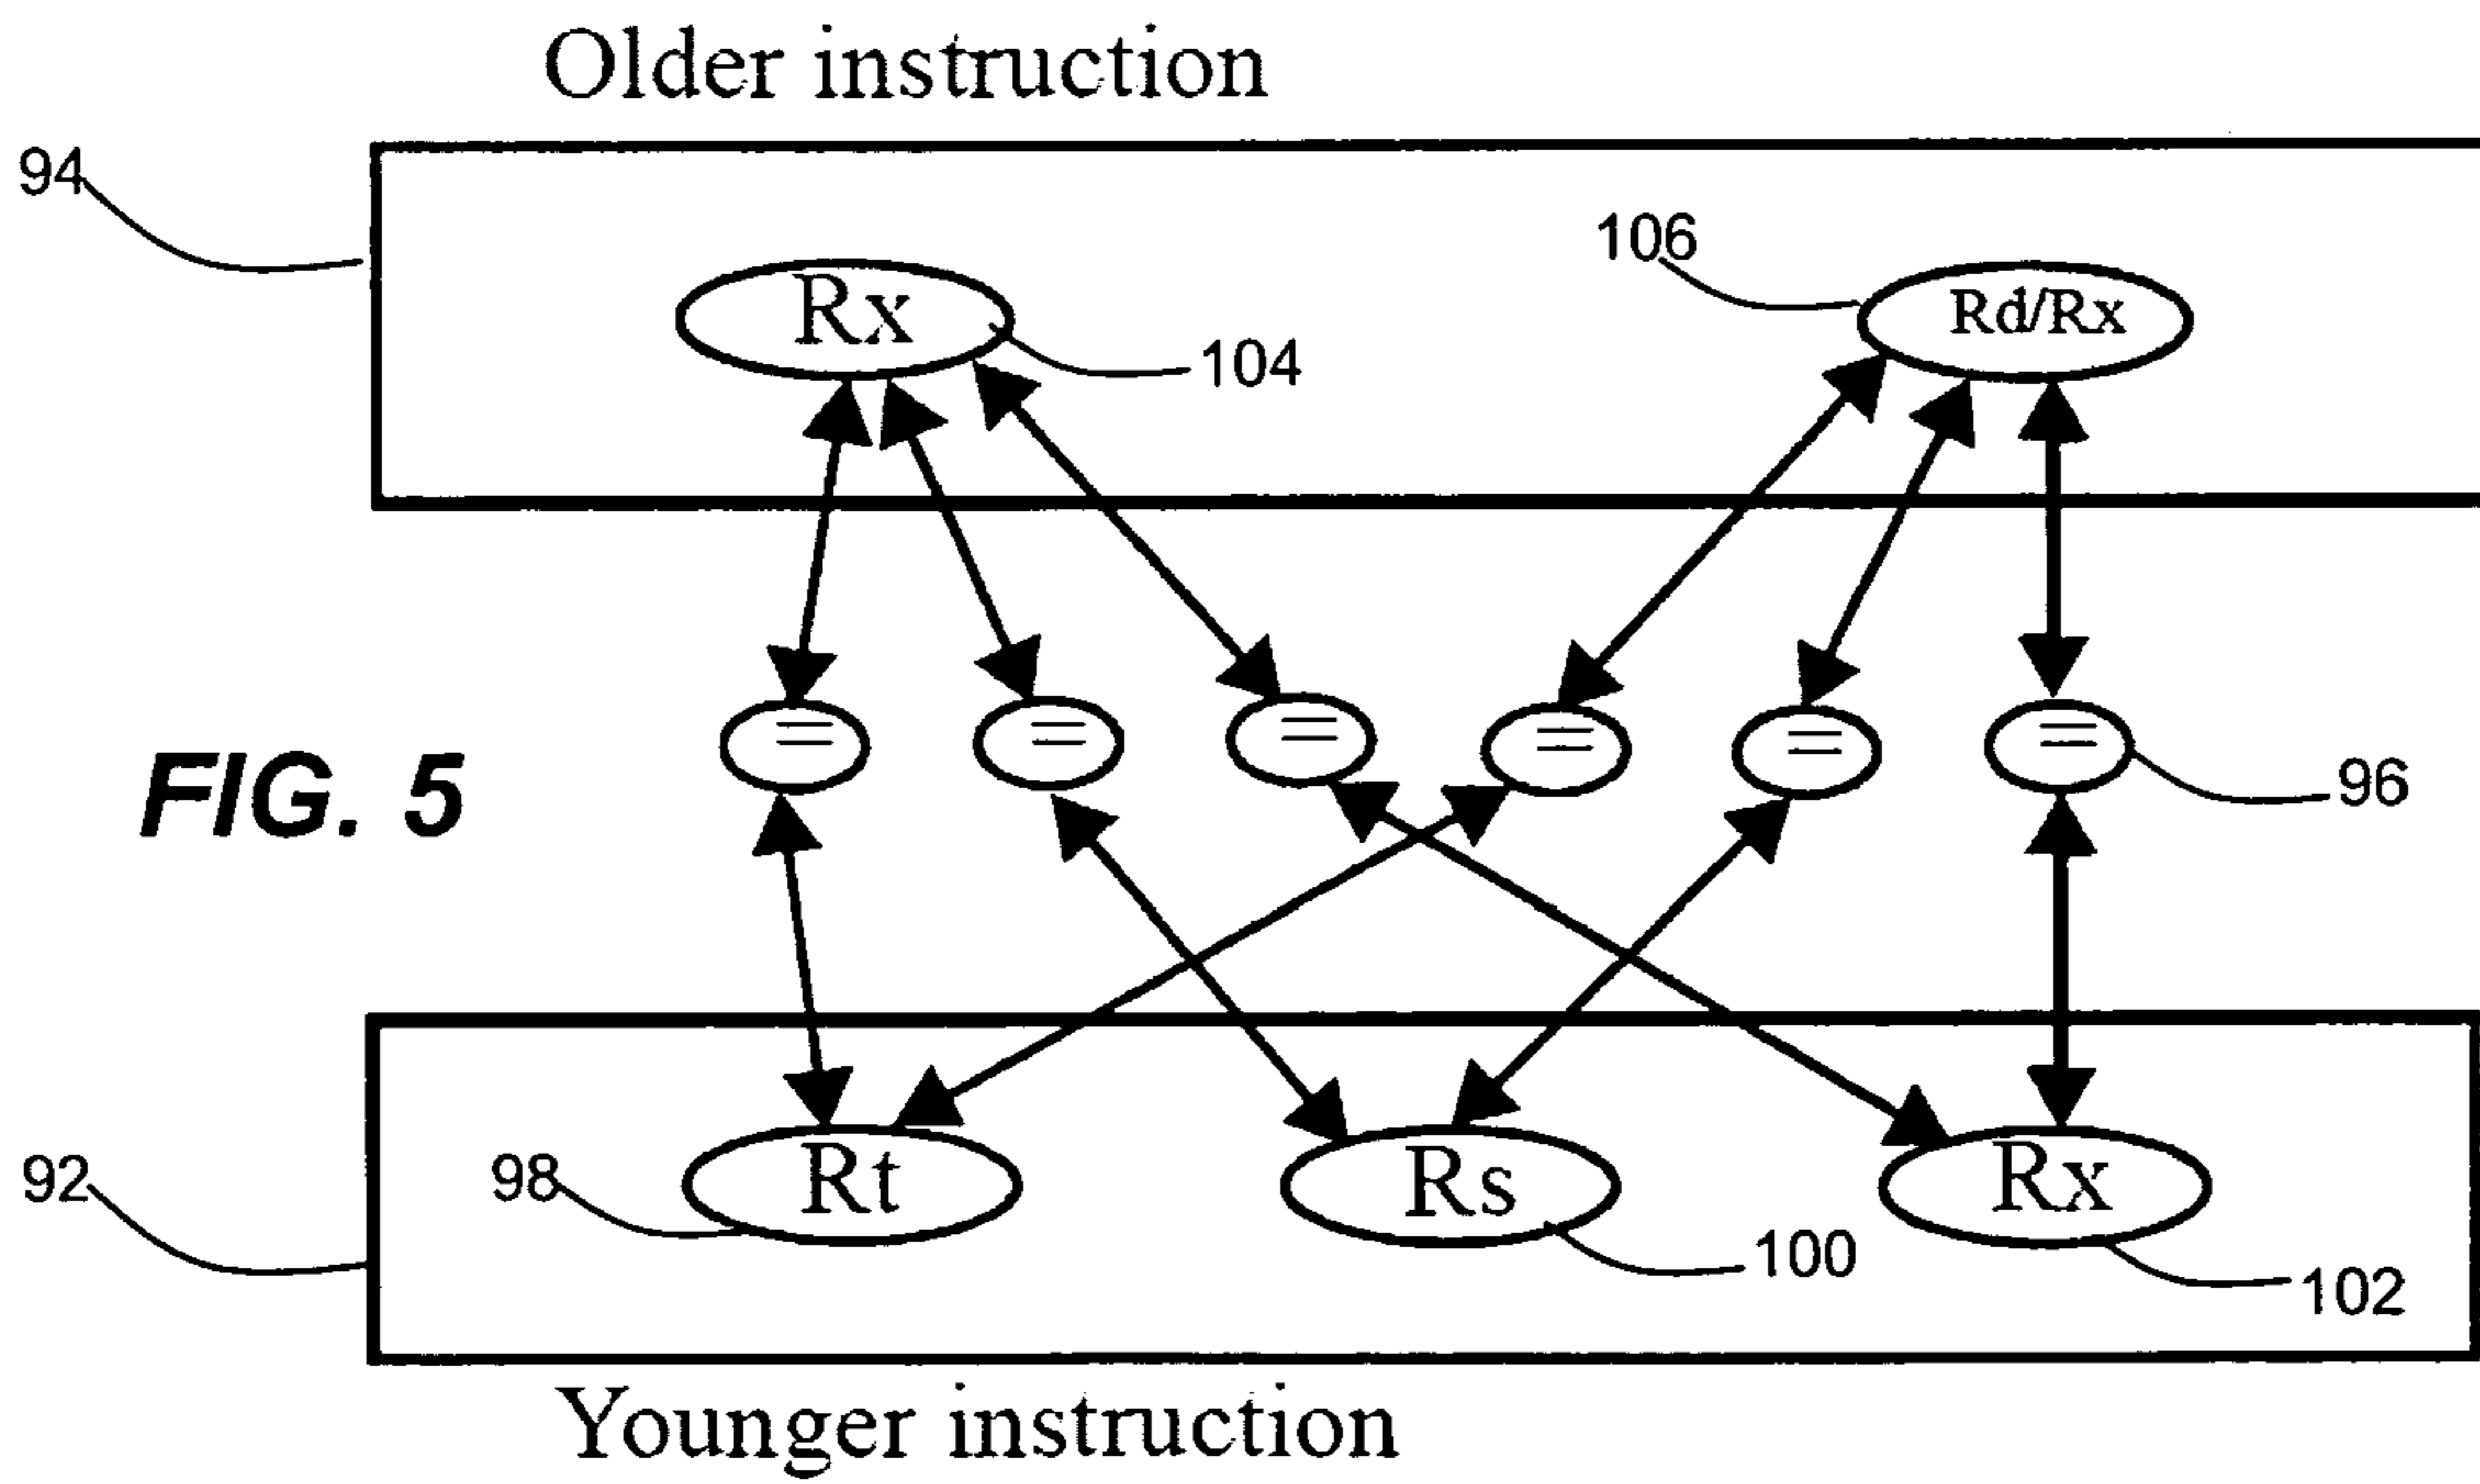 Older instruction
94
106
Rx
Rd/Rx
104
=
=
=
=
=
=
FIG. 5
96
92
98
Rt
Rs
Rx
100
102
Younger instruction